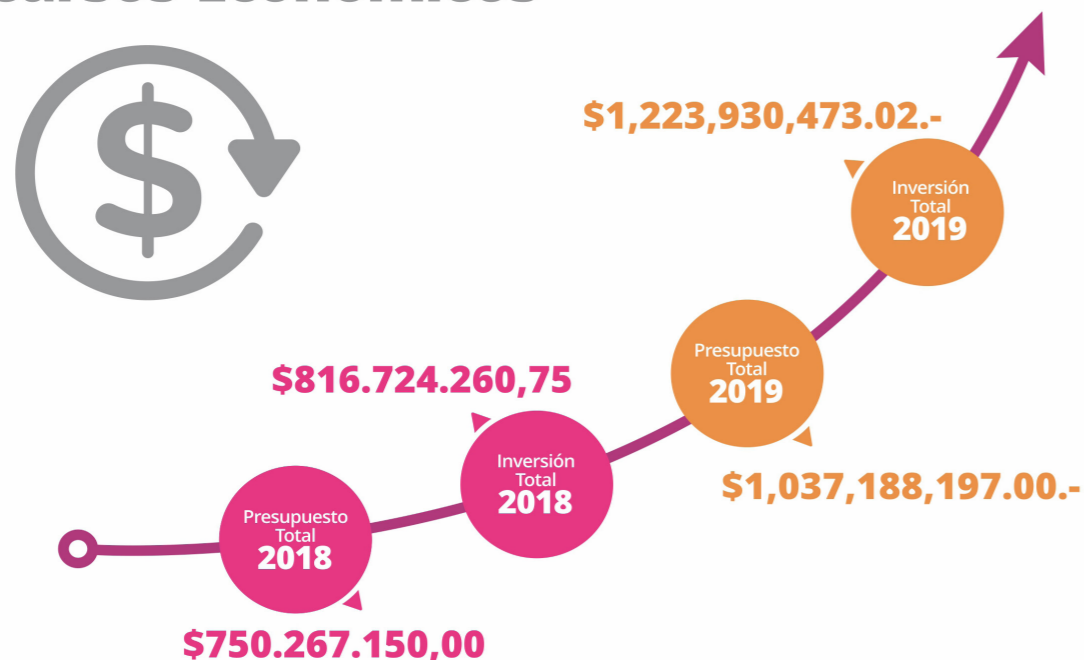 $
$1,223,930,473.02.-
Inversión
Total
2019
Presupuesto
Total
2019
$1,037,188,197.00.-
$816.724.260,75
Inversión
Total
2018
Presupuesto
Total
2018
$750.267.150,00